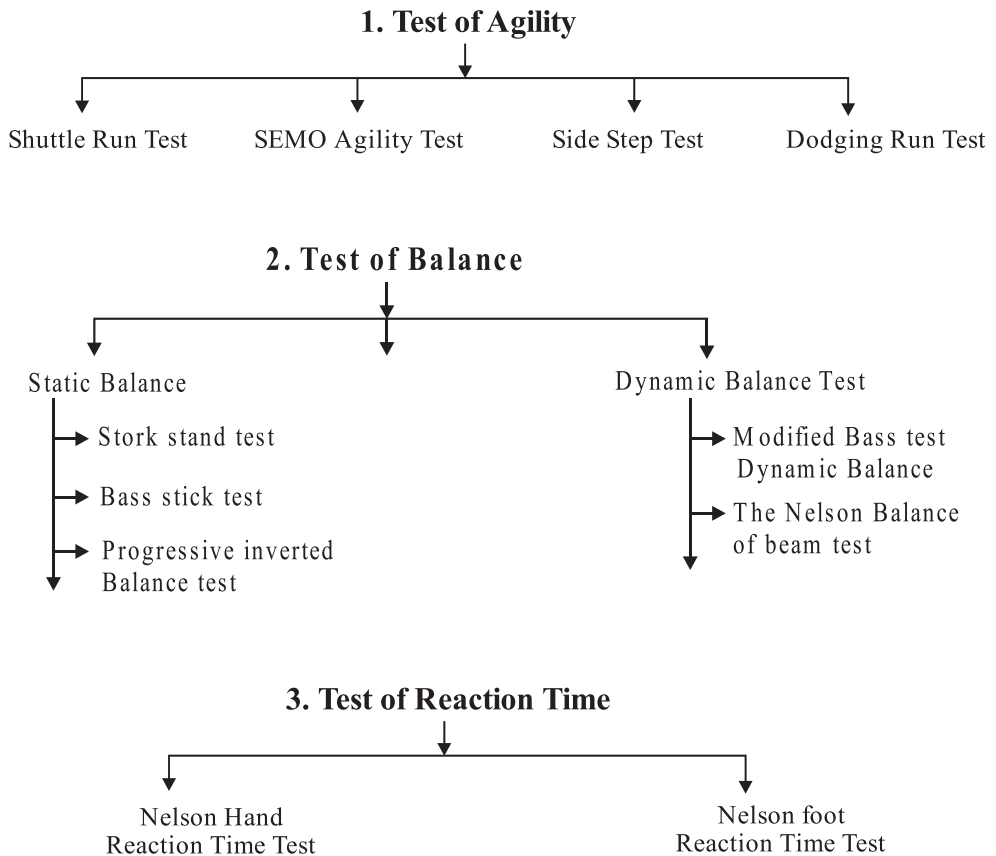 1. Test of Agility
Shuttle Run Test
SEMO Agility Test
Side Step Test
Dodging Run Test
2. Test of Balance
Static Balance
Stork stand test
Bass stick test
Progressive inverted
Balance test
Dynamic Balance Test
Modified Bass test
Dynamic Balance
The Nelson Balance
of beam test
3. Test of Reaction Time
Nelson Hand
Reaction Time Test
Nelson foot
Reaction Time Test